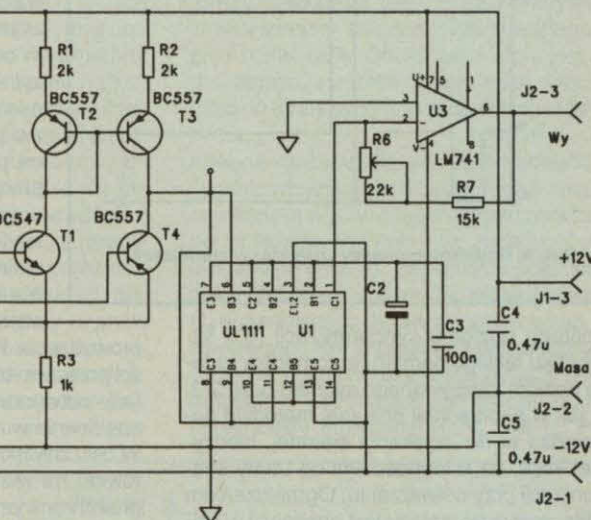 R1
2k
R2
2k
BC557
T2
BC557
T3
BC547
T1
BC557
T4
R3
1k
U+
7
5
1
3
2
6
U3
V-
4
8
LM741
J2-3
Wy
R6
22k
R7
15k
+12V
J1-3
7 6 5 4 3 2 1
E3 B3 C2 B2 EL2 B1 C1
UL1111 U1
C3 B4 E4 C4 B5 E5 C5
8 9 10 11 12 13 14
C2
C3
100n
C4
0.47u
Masa
J2-2
C5
0,47u
-12V
J2-1